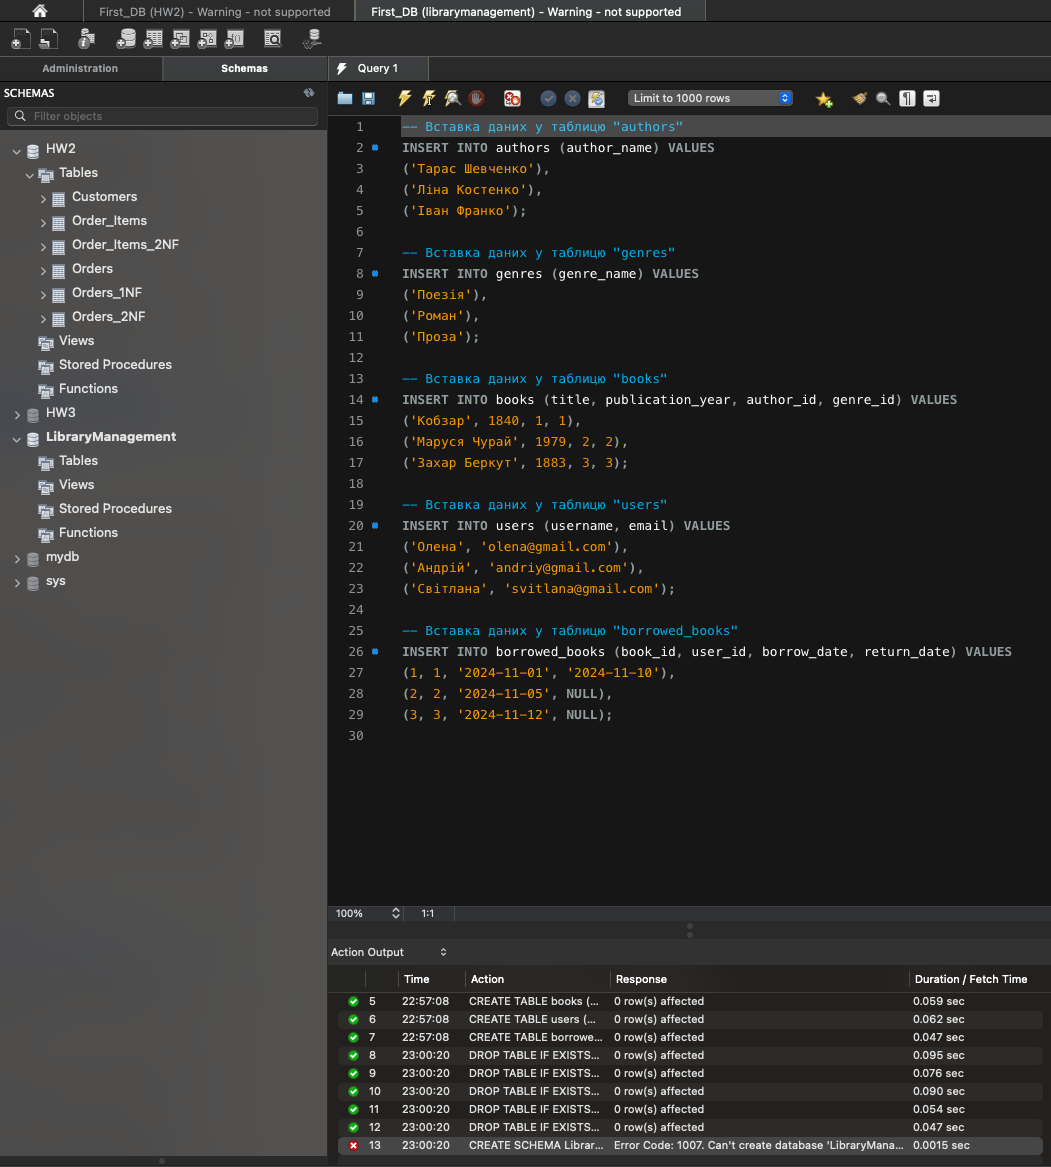 First_DB (HW2) - Warning - not supported
First_DB (librarymanagement) - Warning - not supported
Administration
Schemas
Query 1
SCHEMAS
Filter objects
Limit to 1000 rows
HW2
Tables
Customers
Order_Items
Order_Items_2NF
Orders
Orders_1NF
Orders_2NF
Views
Stored Procedures
Functions
HW3
LibraryManagement
Tables
Views
Stored Procedures
Functions
mydb
sys
1 -- Вставка даних у таблицю "authors"
2 INSERT INTO authors (author_name) VALUES
3 ('Тарас Шевченко'),
4 ('Ліна Костенко'),
5 ('Іван Франко');
6
7 -- Вставка даних у таблицю "genres"
8 INSERT INTO genres (genre_name) VALUES
9 ('Поезія'),
10 ('Роман'),
11 ('Проза');
12
13 -- Вставка даних у таблицю "books"
14 INSERT INTO books (title, publication_year, author_id, genre_id) VALUES
15 ('Кобзар', 1840, 1, 1),
16 ('Маруся Чурай', 1979, 2, 2),
17 ('Захар Беркут', 1883, 3, 3);
18
19 -- Вставка даних у таблицю "users"
20 INSERT INTO users (username, email) VALUES
21 ('Олена', 'olena@gmail.com'),
22 ('Андрій', 'andriy@gmail.com'),
23 ('Світлана', 'svitlana@gmail.com');
24
25 -- Вставка даних у таблицю "borrowed_books"
26 INSERT INTO borrowed_books (book_id, user_id, borrow_date, return_date) VALUES
27 (1, 1, '2024-11-01', '2024-11-10'),
28 (2, 2, '2024-11-05', NULL),
29 (3, 3, '2024-11-12', NULL);
30
100% 1:1
Action Output
Time Action Response Duration / Fetch Time
5 22:57:08 CREATE TABLE books (... 0 row(s) affected 0.059 sec
6 22:57:08 CREATE TABLE users (... 0 row(s) affected 0.062 sec
7 22:57:08 CREATE TABLE borrowe... 0 row(s) affected 0.047 sec
8 23:00:20 DROP TABLE IF EXISTS... 0 row(s) affected 0.095 sec
9 23:00:20 DROP TABLE IF EXISTS... 0 row(s) affected 0.076 sec
10 23:00:20 DROP TABLE IF EXISTS... 0 row(s) affected 0.090 sec
11 23:00:20 DROP TABLE IF EXISTS... 0 row(s) affected 0.054 sec
12 23:00:20 DROP TABLE IF EXISTS... 0 row(s) affected 0.047 sec
13 23:00:20 CREATE SCHEMA Librar... Error Code: 1007. Can't create database 'LibraryMana... 0.0015 sec